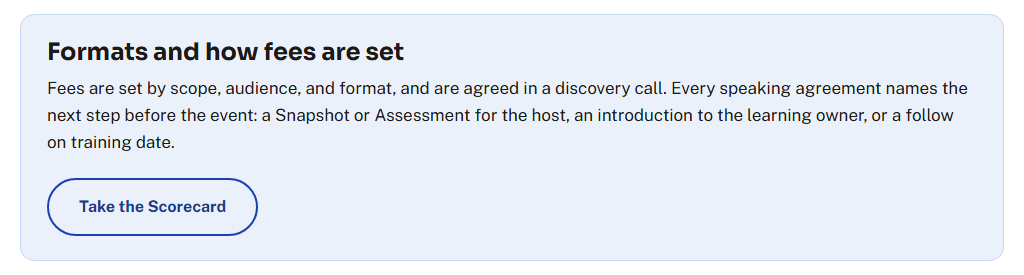 Formats and how fees are set
Fees are set by scope, audience, and format, and are agreed in a discovery call. Every speaking agreement names the
next step before the event: a Snapshot or Assessment for the host, an introduction to the learning owner, or a follow
on training date.
Take the Scorecard